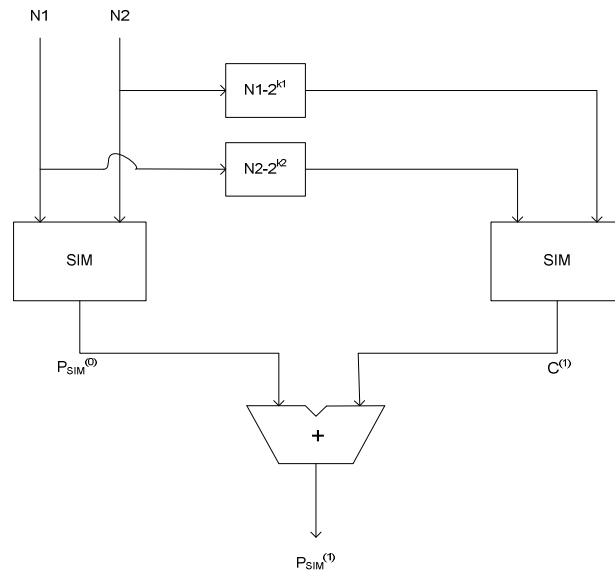 N1 N2
N1-2^k1
N2-2^k2
SIM SIM
P_SIM^(0) C^(1)
+
P_SIM^(1)